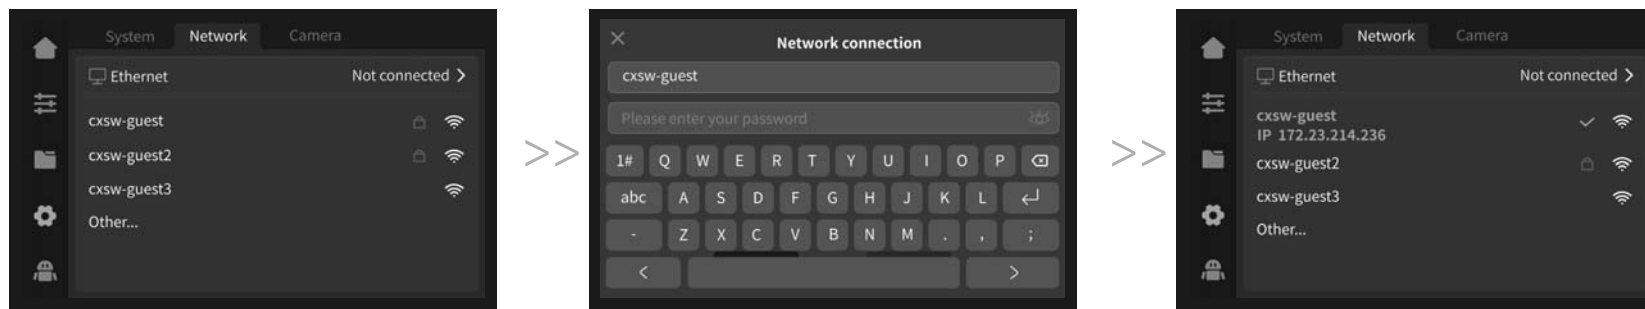 System Network Camera
Ethernet Not connected >
cxsw-guest
cxsw-guest2
cxsw-guest3
Other...
>>
Network connection
cxsw-guest
Please enter your password
1# Q W E R T Y U I O P
abc A S D F G H J K L
- Z X C V B N M . , ;
< >
>>
System Network Camera
Ethernet Not connected >
cxsw-guest
IP 172.23.214.236
cxsw-guest2
cxsw-guest3
Other...